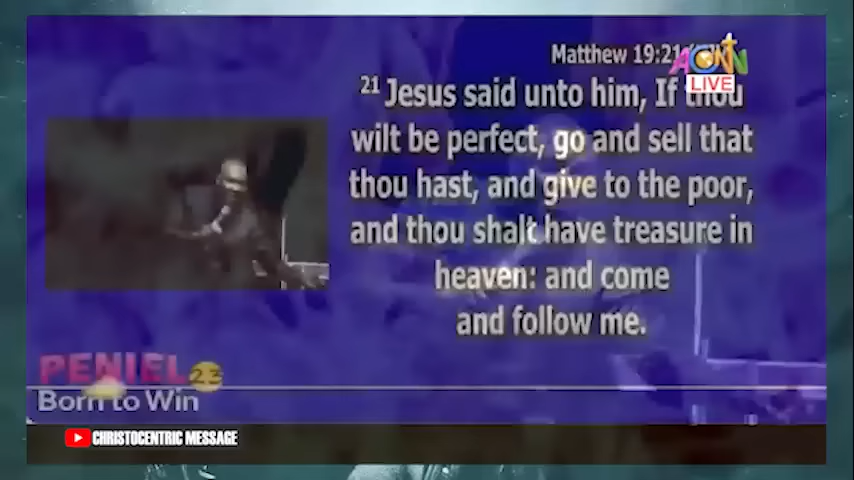 Matthew 19:21
ACNN
LIVE
21 Jesus said unto him, If thou
wilt be perfect, go and sell that
thou hast, and give to the poor,
and thou shalt have treasure in
heaven: and come
and follow me.
PENIEL 23
Born to Win
CHRISTOCENTRIC MESSAGE